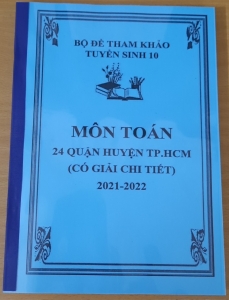 BỘ ĐỀ THAM KHẢO
TUYỂN SINH 10
MÔN TOÁN
24 QUẬN HUYỆN TP.HCM
(CÓ GIẢI CHI TIẾT)
2021-2022